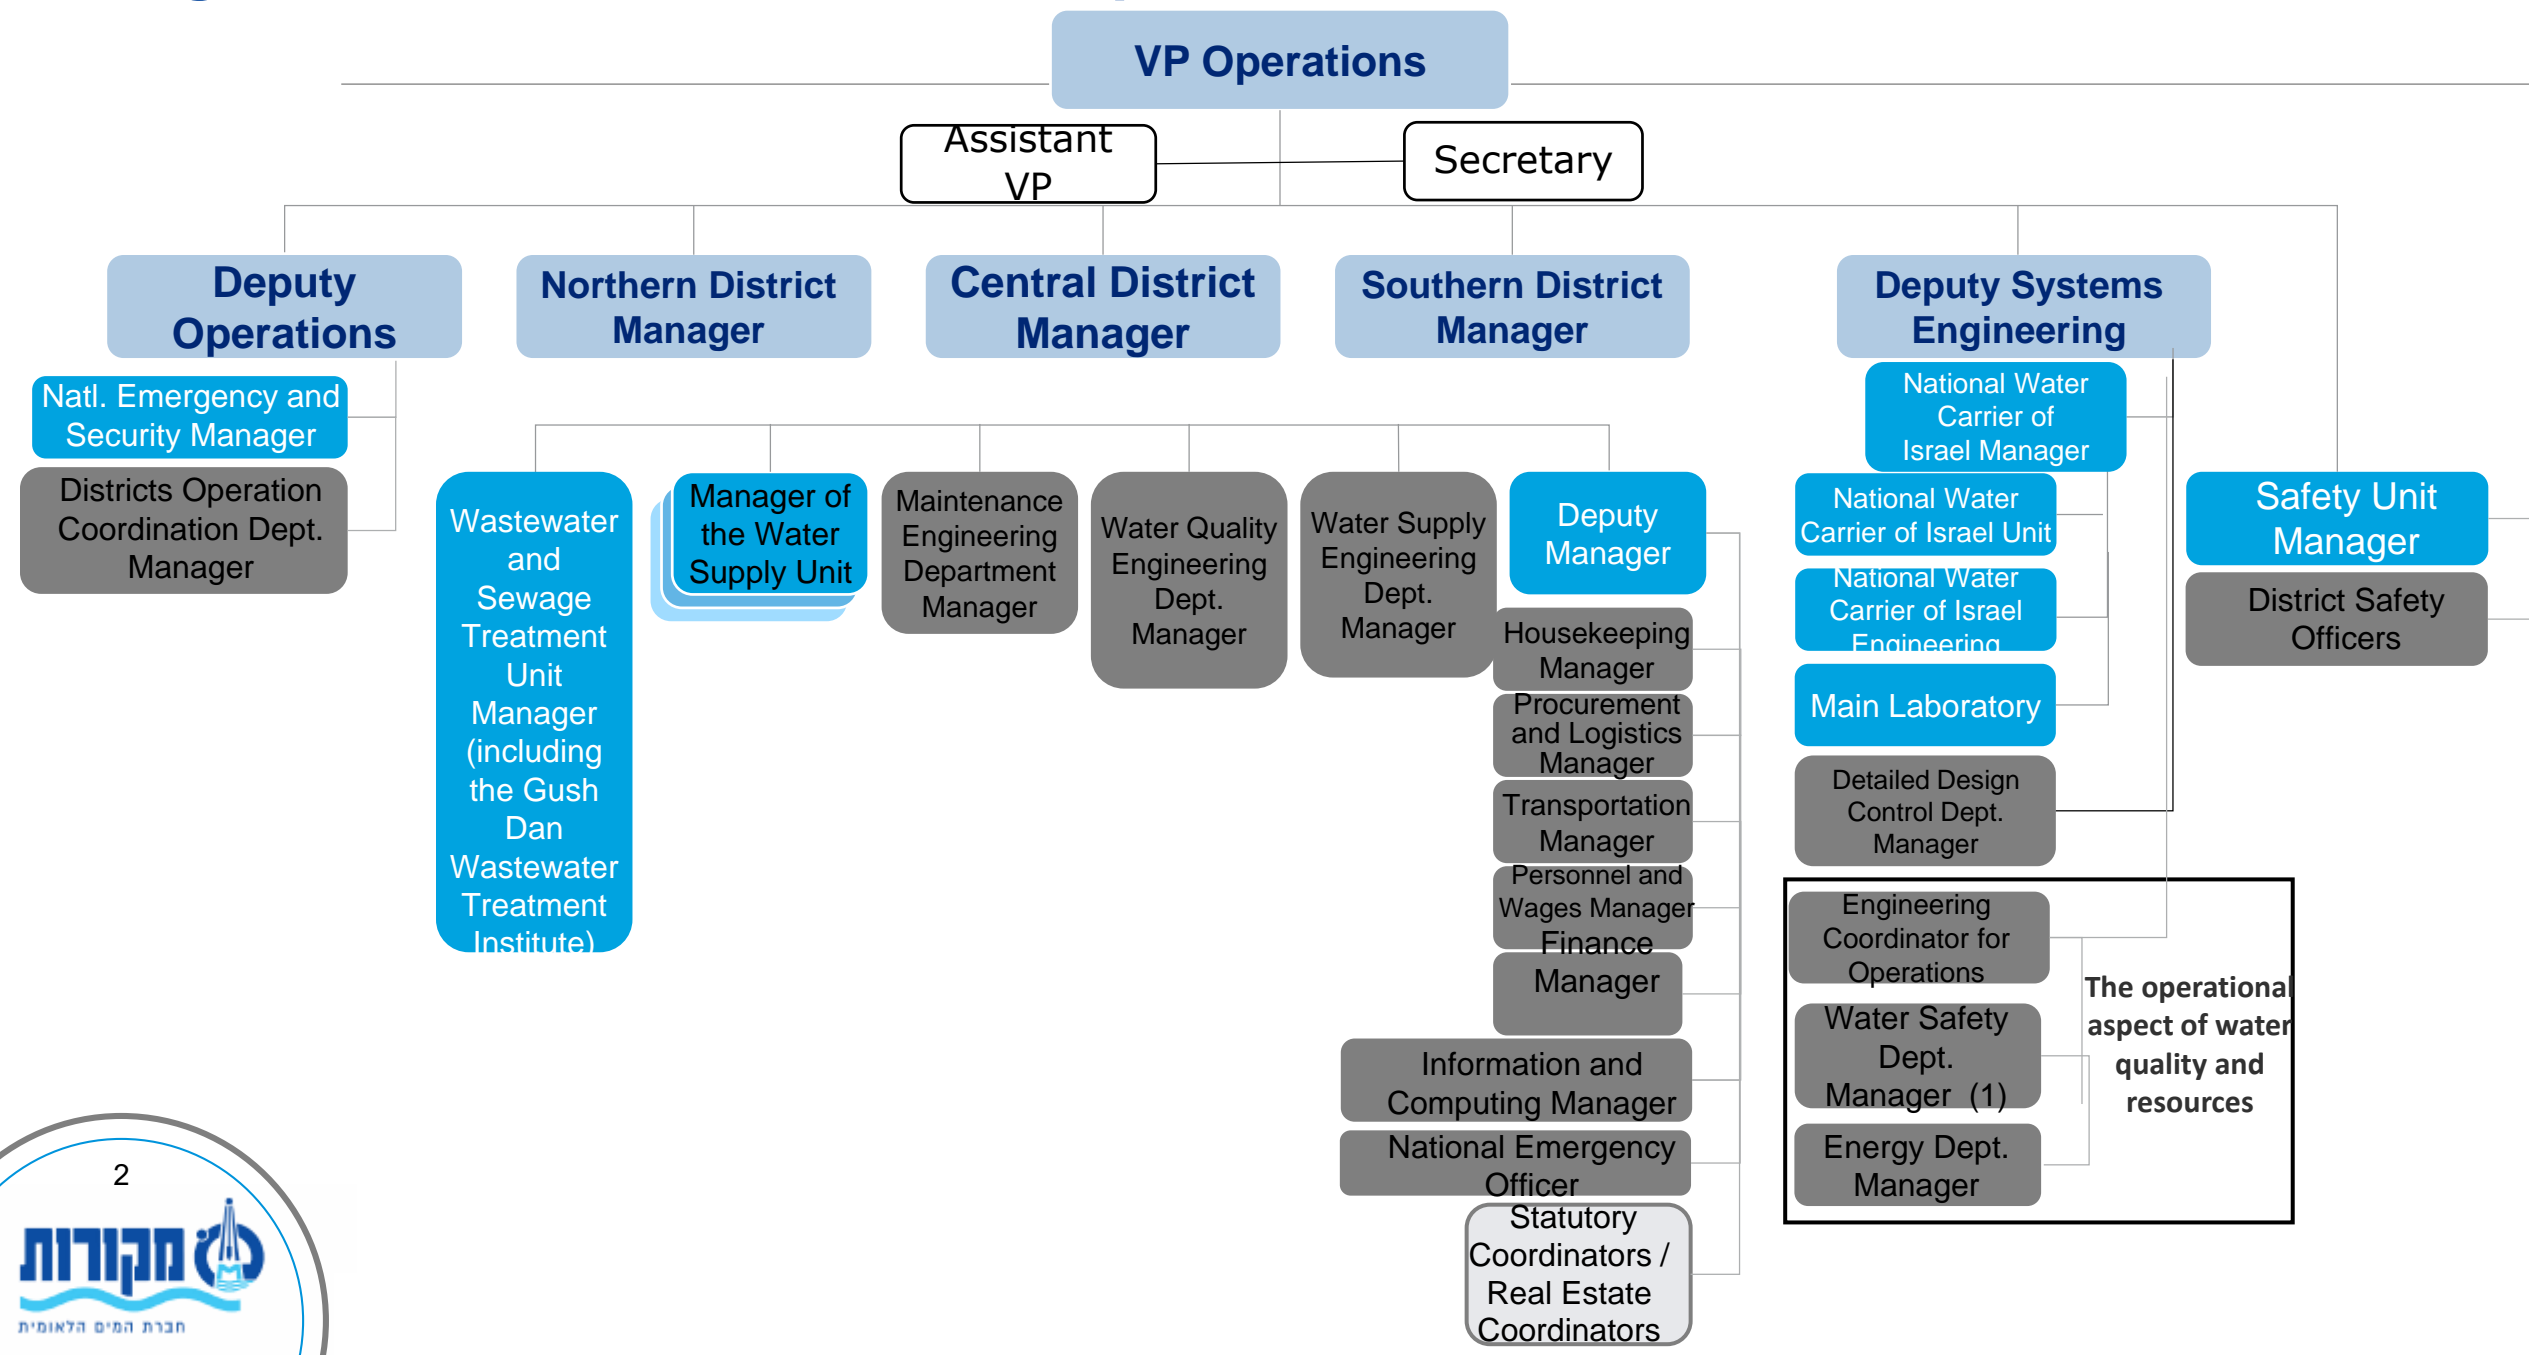 VP Operations
Assistant
VP
Secretary
Deputy
Operations
Northern District
Manager
Central District
Manager
Southern District
Manager
Deputy Systems
Engineering
Natl. Emergency and
Security Manager
Districts Operation
Coordination Dept.
Manager
Wastewater
and
Sewage
Treatment
Unit
Manager
(including
the Gush
Dan
Wastewater
Treatment
Institute)
Manager of
the Water
Supply Unit
Maintenance
Engineering
Department
Manager
Water Quality
Engineering
Dept.
Manager
Water Supply
Engineering
Dept.
Manager
Deputy
Manager
Housekeeping
Manager
Procurement
and Logistics
Manager
Transportation
Manager
Personnel and
Wages Manager
Finance
Manager
Information and
Computing Manager
National Emergency
Officer
Statutory
Coordinators /
Real Estate
Coordinators
National Water
Carrier of
Israel Manager
National Water
Carrier of Israel Unit
National Water
Carrier of Israel
Engineering
Main Laboratory
Detailed Design
Control Dept.
Manager
Engineering
Coordinator for
Operations
Water Safety
Dept.
Manager (1)
Energy Dept.
Manager
The operational
aspect of water
quality and
resources
Safety Unit
Manager
District Safety
Officers
2
מקורות
חברת המים הלאומית